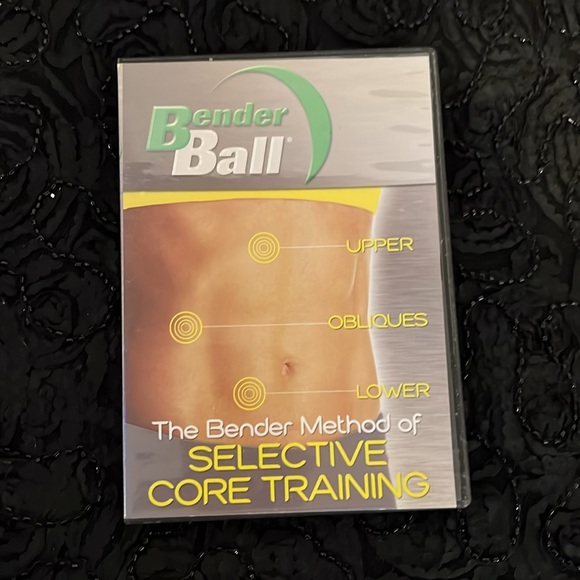 Bender
Ball®
UPPER
OBLIQUES
LOWER
The Bender Method of
SELECTIVE
CORE TRAINING